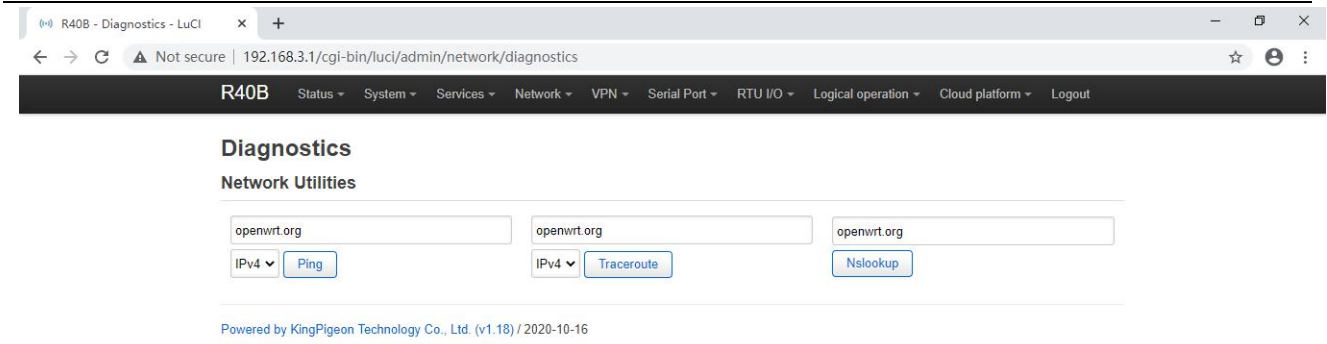 R40B - Diagnostics - LuCI
Not secure | 192.168.3.1/cgi-bin/luci/admin/network/diagnostics
R40B Status System Services Network VPN Serial Port RTU I/O Logical operation Cloud platform Logout
Diagnostics
Network Utilities
openwrt.org openwrt.org openwrt.org
IPv4 Ping IPv4 Traceroute Nslookup
Powered by KingPigeon Technology Co., Ltd. (v1.18) / 2020-10-16